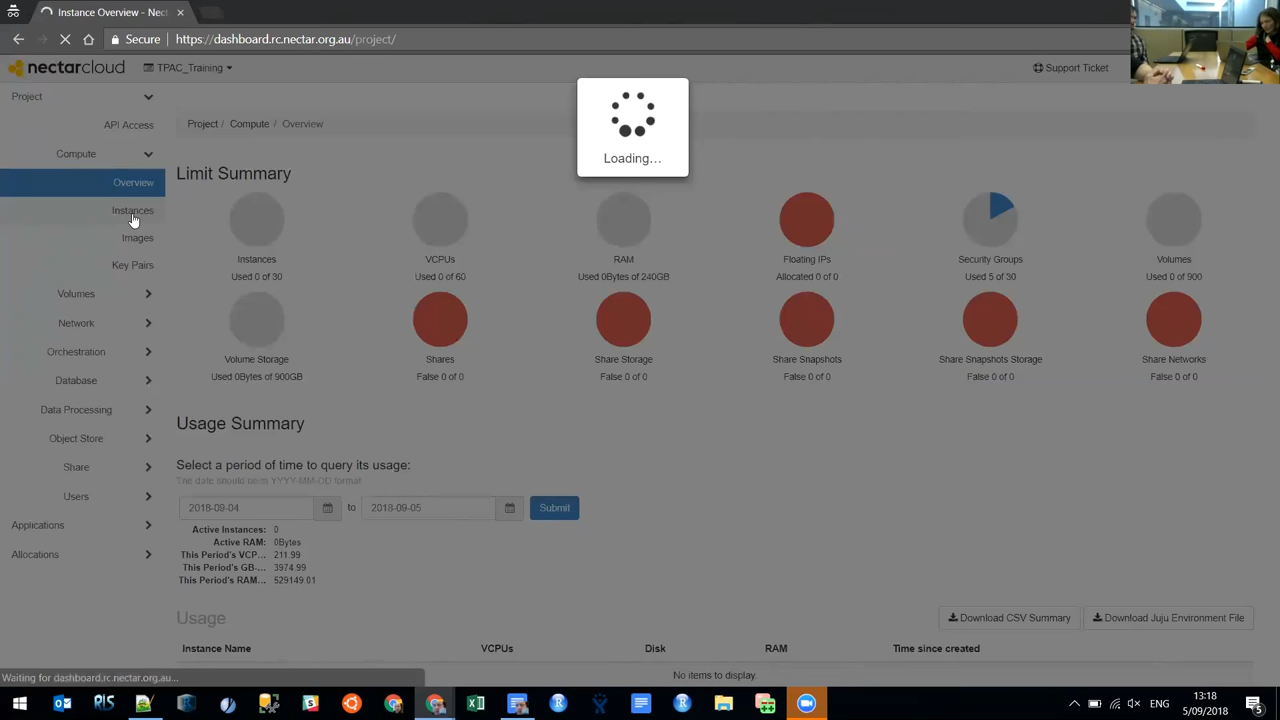 Instance Overview - Nect
Secure https://dashboard.rc.nectar.org.au/project/
nectarcloud TPAC_Training Support Ticket
Project
API Access
Compute
Overview
Instances
Images
Key Pairs
Volumes
Network
Orchestration
Database
Data Processing
Object Store
Share
Users
Applications
Allocations
Project / Compute / Overview
Loading...
Limit Summary
Instances VCPUs RAM Floating IPs Security Groups Volumes
Used 0 of 30 Used 0 of 60 Used 0Bytes of 240GB Allocated 0 of 0 Used 5 of 30 Used 0 of 900
Volume Storage Shares Share Storage Share Snapshots Share Snapshots Storage Share Networks
Used 0Bytes of 900GB False 0 of 0 False 0 of 0 False 0 of 0 False 0 of 0 False 0 of 0
Usage Summary
Select a period of time to query its usage:
The date should be in YYYY-MM-DD format
2018-09-04 to 2018-09-05 Submit
Active Instances: 0
Active RAM: 0Bytes
This Period's VCP... 211.99
This Period's GB-... 3974.99
This Period's RAM... 529149.01
Usage Download CSV Summary Download Juju Environment File
Instance Name VCPUs Disk RAM Time since created
No items to display.
Waiting for dashboard.rc.nectar.org.au...
ENG 13:18
5/09/2018 5